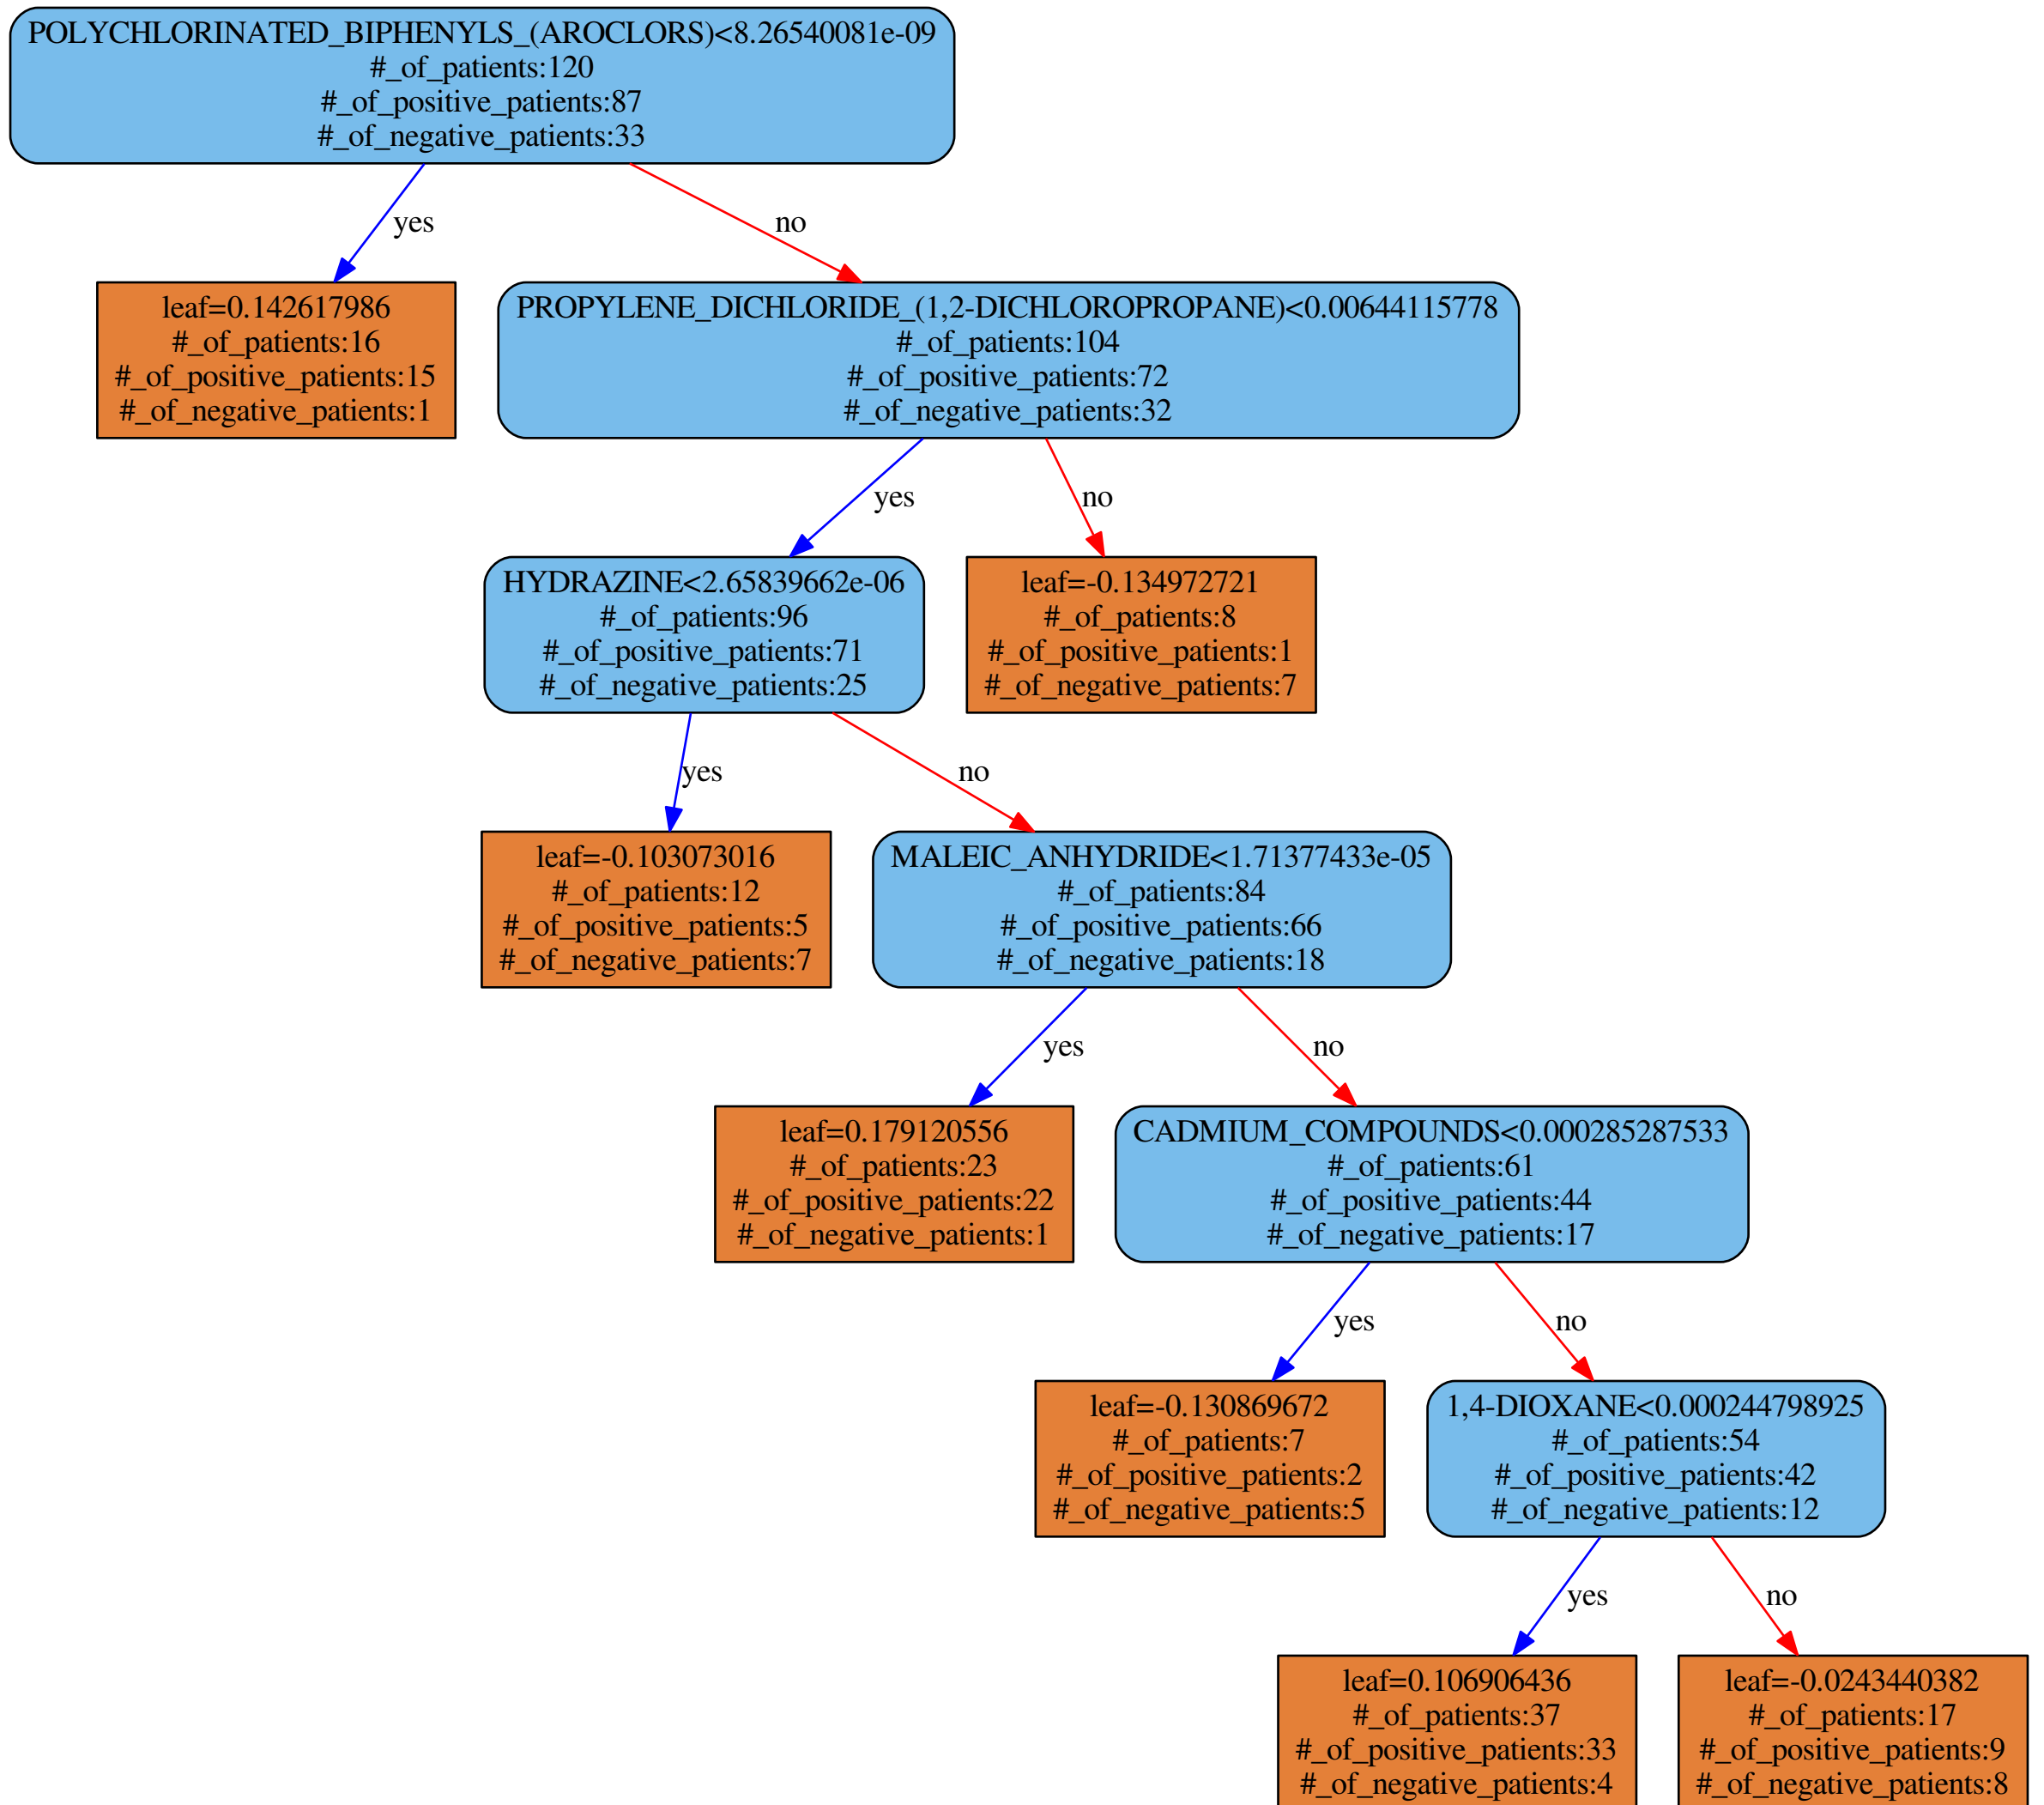 POLYCHLORINATED_BIPHENYLS_(AROCLORS)<8.26540081e-09
#_of_patients:120
#_of_positive_patients:87
#_of_negative_patients:33
yes
no
leaf=0.142617986
#_of_patients:16
#_of_positive_patients:15
#_of_negative_patients:1
PROPYLENE_DICHLORIDE_(1,2-DICHLOROPROPANE)<0.00644115778
#_of_patients:104
#_of_positive_patients:72
#_of_negative_patients:32
yes
no
HYDRAZINE<2.65839662e-06
#_of_patients:96
#_of_positive_patients:71
#_of_negative_patients:25
leaf=-0.134972721
#_of_patients:8
#_of_positive_patients:1
#_of_negative_patients:7
yes
no
leaf=-0.103073016
#_of_patients:12
#_of_positive_patients:5
#_of_negative_patients:7
MALEIC_ANHYDRIDE<1.71377433e-05
#_of_patients:84
#_of_positive_patients:66
#_of_negative_patients:18
yes
no
leaf=0.179120556
#_of_patients:23
#_of_positive_patients:22
#_of_negative_patients:1
CADMIUM_COMPOUNDS<0.000285287533
#_of_patients:61
#_of_positive_patients:44
#_of_negative_patients:17
yes
no
leaf=-0.130869672
#_of_patients:7
#_of_positive_patients:2
#_of_negative_patients:5
1,4-DIOXANE<0.000244798925
#_of_patients:54
#_of_positive_patients:42
#_of_negative_patients:12
yes
no
leaf=0.106906436
#_of_patients:37
#_of_positive_patients:33
#_of_negative_patients:4
leaf=-0.0243440382
#_of_patients:17
#_of_positive_patients:9
#_of_negative_patients:8